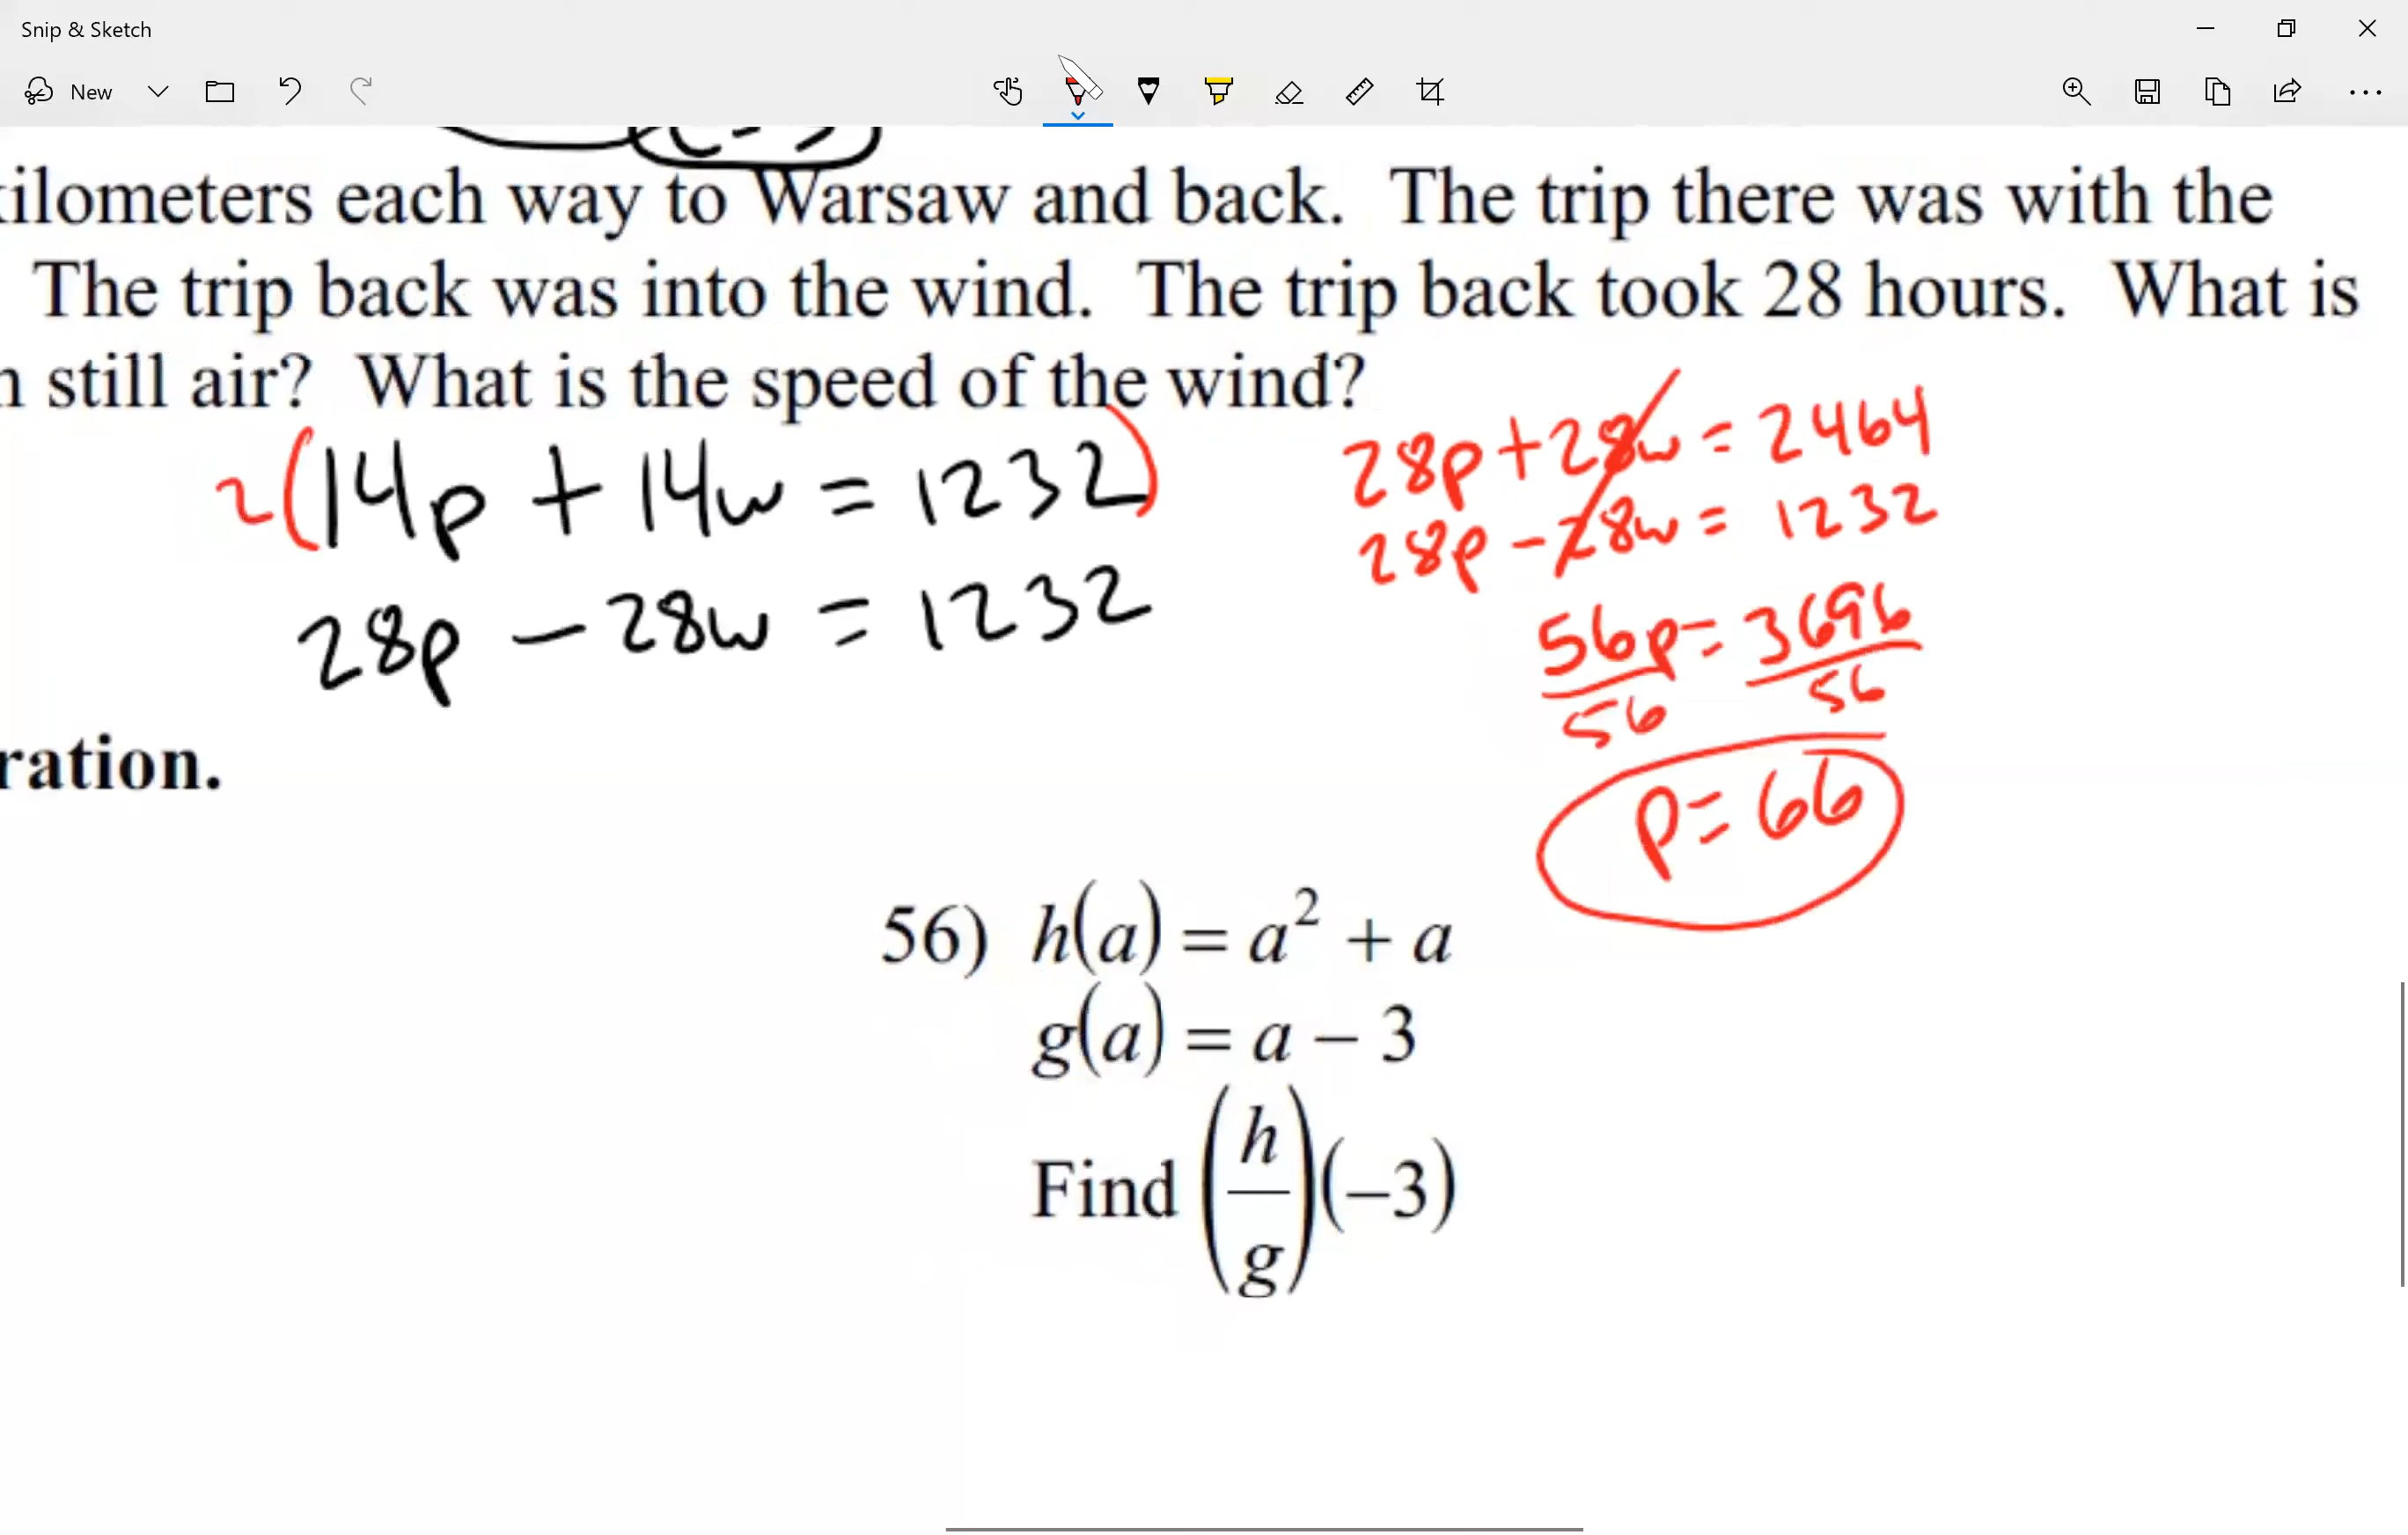 Snip & Sketch
New
kilometers each way to Warsaw and back. The trip there was with the
The trip back was into the wind. The trip back took 28 hours. What is
n still air? What is the speed of the wind?
2(14p + 14w = 1232)
28p - 28w = 1232
28p + 28w = 2464
28p - 28w = 1232
56p = 3696
56 56
p = 66
ration.
56) h(a) = a² + a
g(a) = a − 3
Find (h/g)(−3)